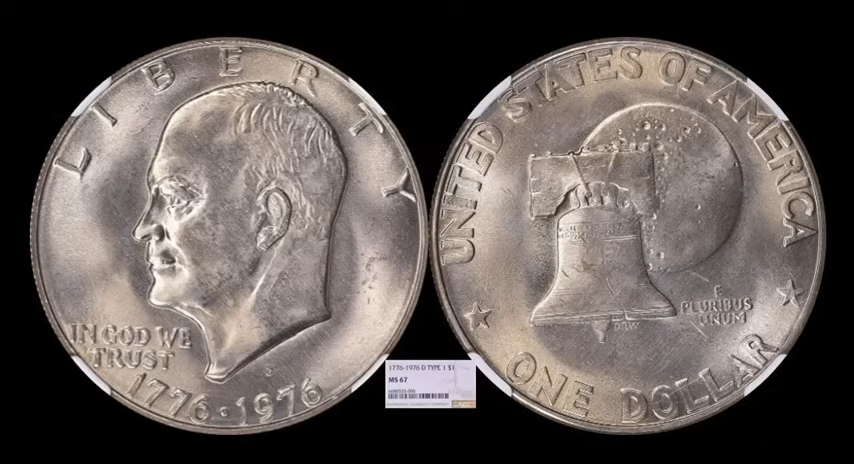 LIBERTY
IN GOD WE
TRUST
1776·1976
UNITED STATES OF AMERICA
E
PLURIBUS
UNUM
ONE DOLLAR
1776-1976 D TYPE 1 $1
MS 67